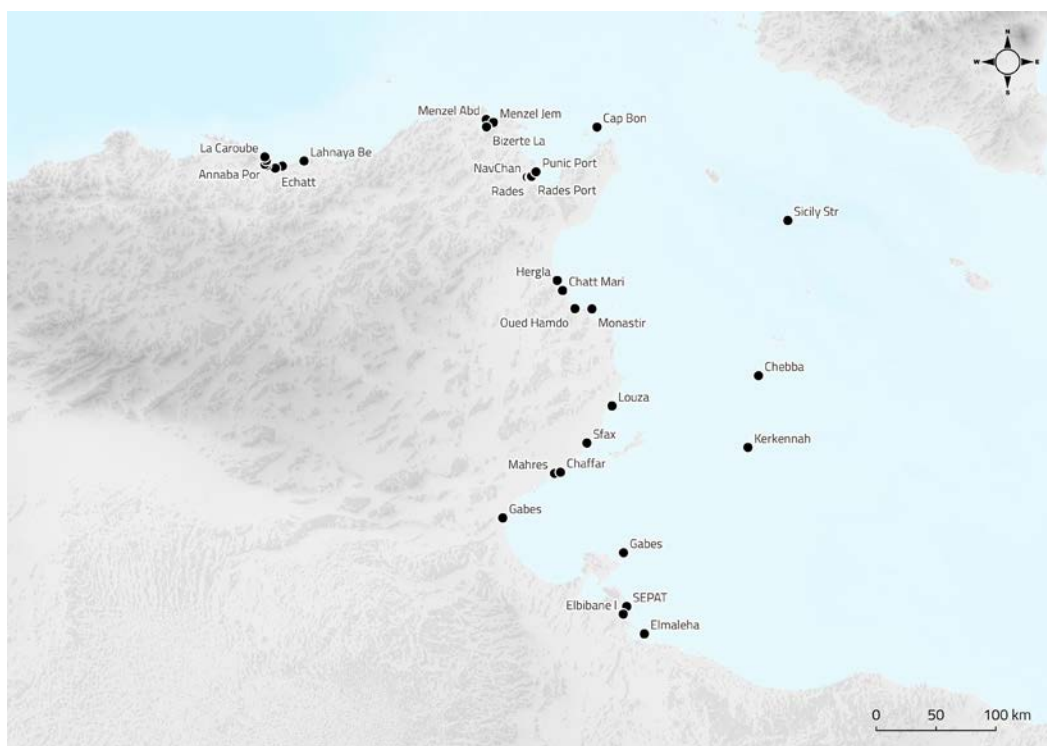 N
W
E
S
Menzel Abd
Menzel Jem
Cap Bon
Bizerte La
La Caroube
Lahnaya Be
Annaba Por
Echatt
NavChan
Punic Port
Rades
Rades Port
Sicily Str
Hergla
Chatt Mari
Oued Hamdo
Monastir
Chebba
Louza
Sfax
Kerkennah
Mahres
Chaffar
Gabes
Gabes
SEPAT
Elbibane l
Elmaleha
0 50 100 km